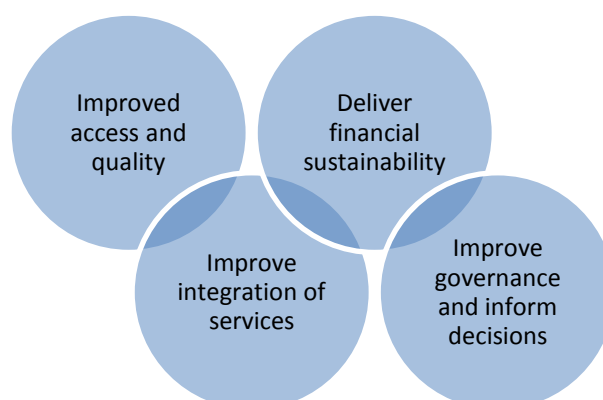 Improved
access and
quality
Deliver
financial
sustainability
Improve
integration of
services
Improve
governance
and inform
decisions